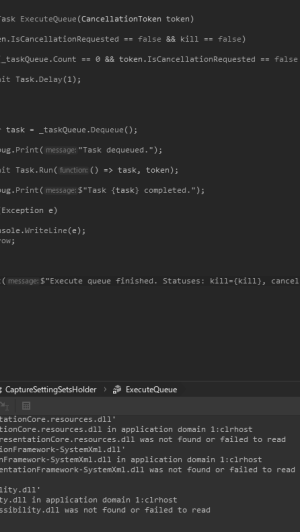 Task ExecuteQueue(CancellationToken token)
en.IsCancellationRequested == false && kill == false)
_taskQueue.Count == 0 && token.IsCancellationRequested == false
ait Task.Delay(1);
r task = _taskQueue.Dequeue();
bug.Print( message: "Task dequeued.");
ait Task.Run( function: () => task, token);
bug.Print( message: $"Task {task} completed.");
(Exception e)
nsole.WriteLine(e);
row;
t( message: $"Execute queue finished. Statuses: kill={kill}, cancel
CaptureSettingSetsHolder > ExecuteQueue
tationCore.resources.dll'
tionCore.resources.dll in application domain 1:clrhost
resentationCore.resources.dll was not found or failed to read
ionFramework-SystemXml.dll'
nFramework-SystemXml.dll in application domain 1:clrhost
entationFramework-SystemXml.dll was not found or failed to read
lity.dll'
ty.dll in application domain 1:clrhost
ssibility.dll was not found or failed to read